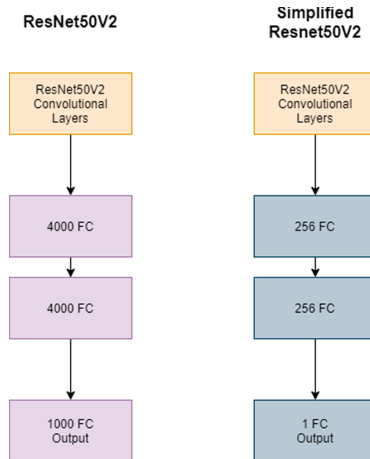 ResNet50V2
ResNet50V2
Convolutional
Layers
4000 FC
4000 FC
1000 FC
Output
Simplified
Resnet50V2
ResNet50V2
Convolutional
Layers
256 FC
256 FC
1 FC
Output